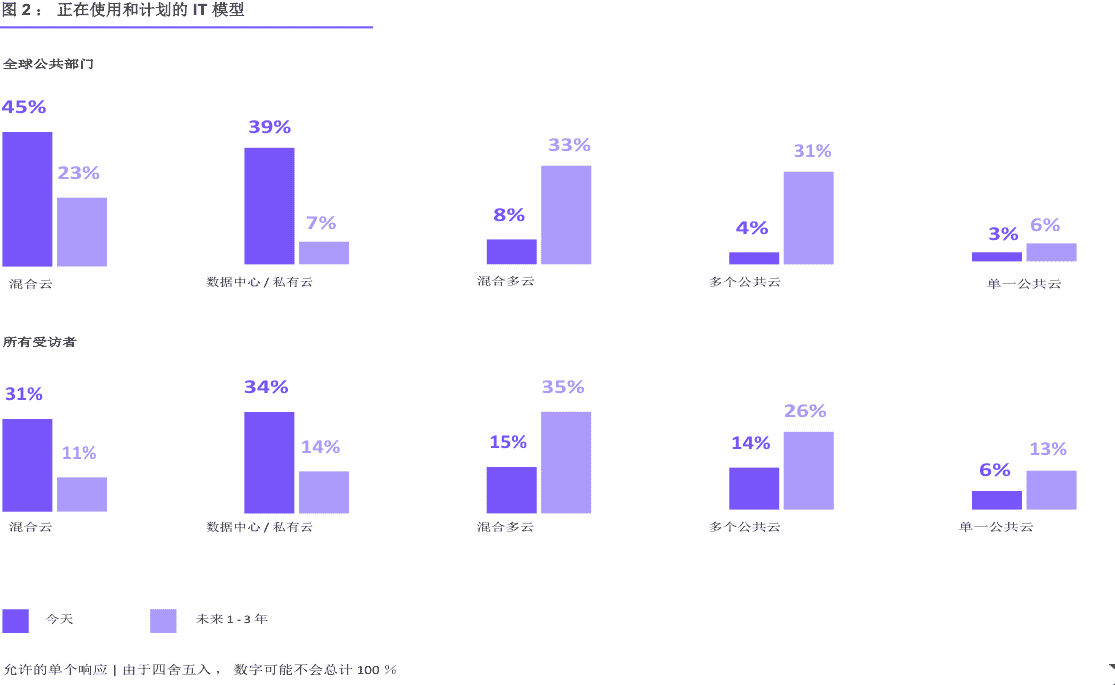 图 2： 正在使用和计划的 IT 模型
全球公共部门
45% 23% 39% 7% 8% 33% 4% 31% 3% 6%
混合云 数据中心 / 私有云 混合多云 多个公共云 单一公共云
所有受访者
31% 11% 34% 14% 15% 35% 14% 26% 6% 13%
混合云 数据中心 / 私有云 混合多云 多个公共云 单一公共云
今天 未来 1 - 3 年
允许的单个响应 | 由于四舍五入， 数字可能不会总计 100 %